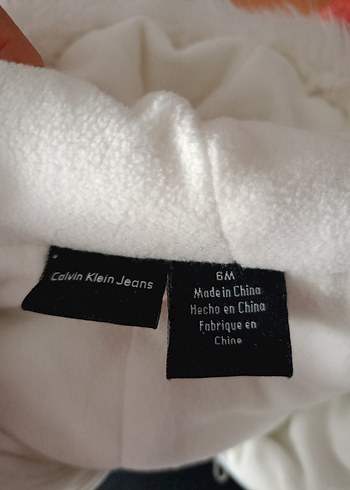 Calvin Klein Jeans
6M
Made in China
Hecho en China
Fabrique en
Chine